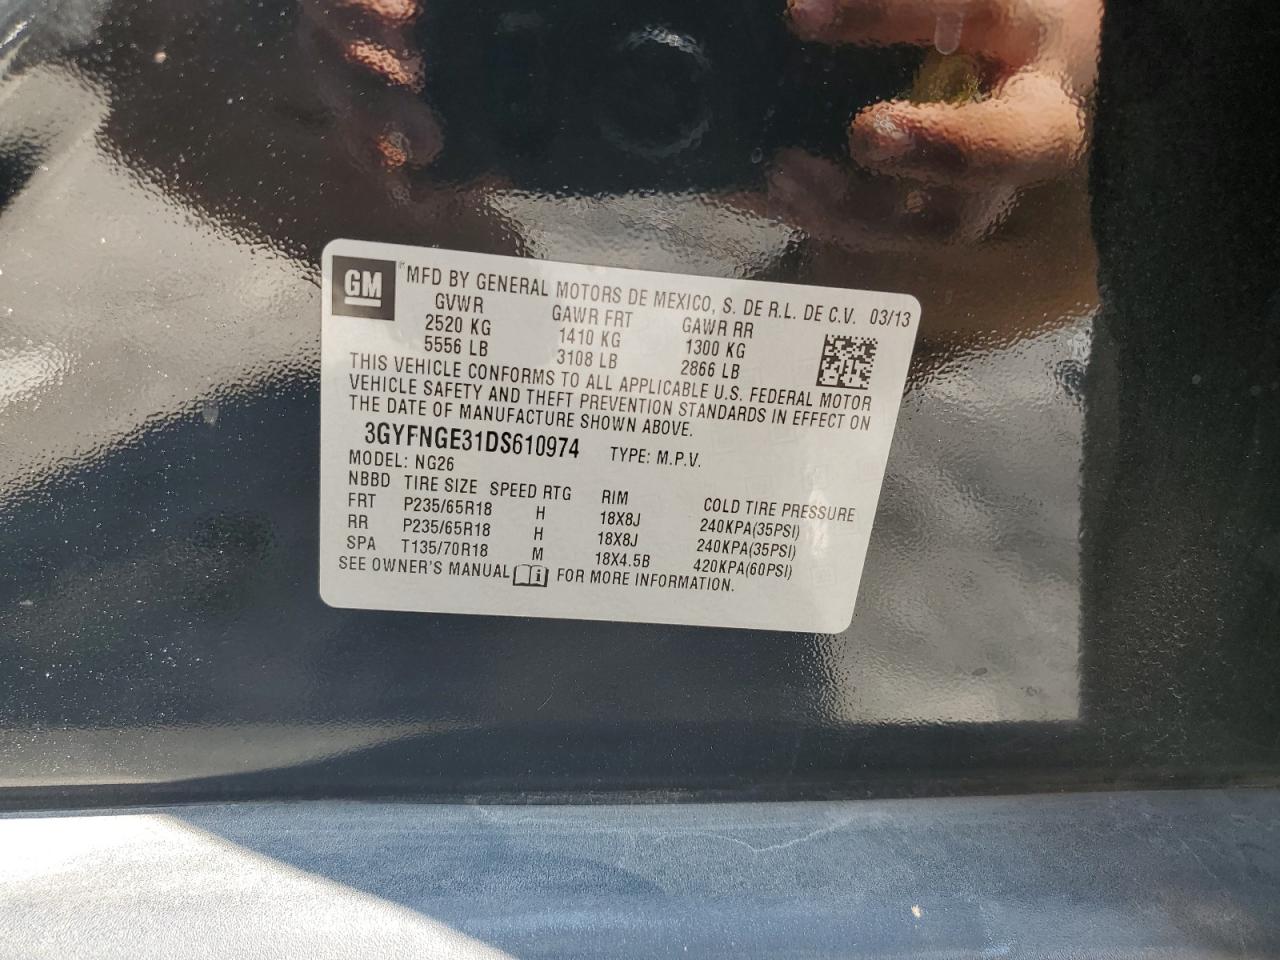 GM MFD BY GENERAL MOTORS DE MEXICO, S. DE R.L. DE C.V. 03/13
GVWR GAWR FRT GAWR RR
2520 KG 1410 KG 1300 KG
5556 LB 3108 LB 2866 LB
THIS VEHICLE CONFORMS TO ALL APPLICABLE U.S. FEDERAL MOTOR
VEHICLE SAFETY AND THEFT PREVENTION STANDARDS IN EFFECT ON
THE DATE OF MANUFACTURE SHOWN ABOVE.
3GYFNGE31DS610974 TYPE: M.P.V.
MODEL: NG26
NBBD TIRE SIZE SPEED RTG RIM COLD TIRE PRESSURE
FRT P235/65R18 H 18X8J 240KPA(35PSI)
RR P235/65R18 H 18X8J 240KPA(35PSI)
SPA T135/70R18 M 18X4.5B 420KPA(60PSI)
SEE OWNER'S MANUAL FOR MORE INFORMATION.